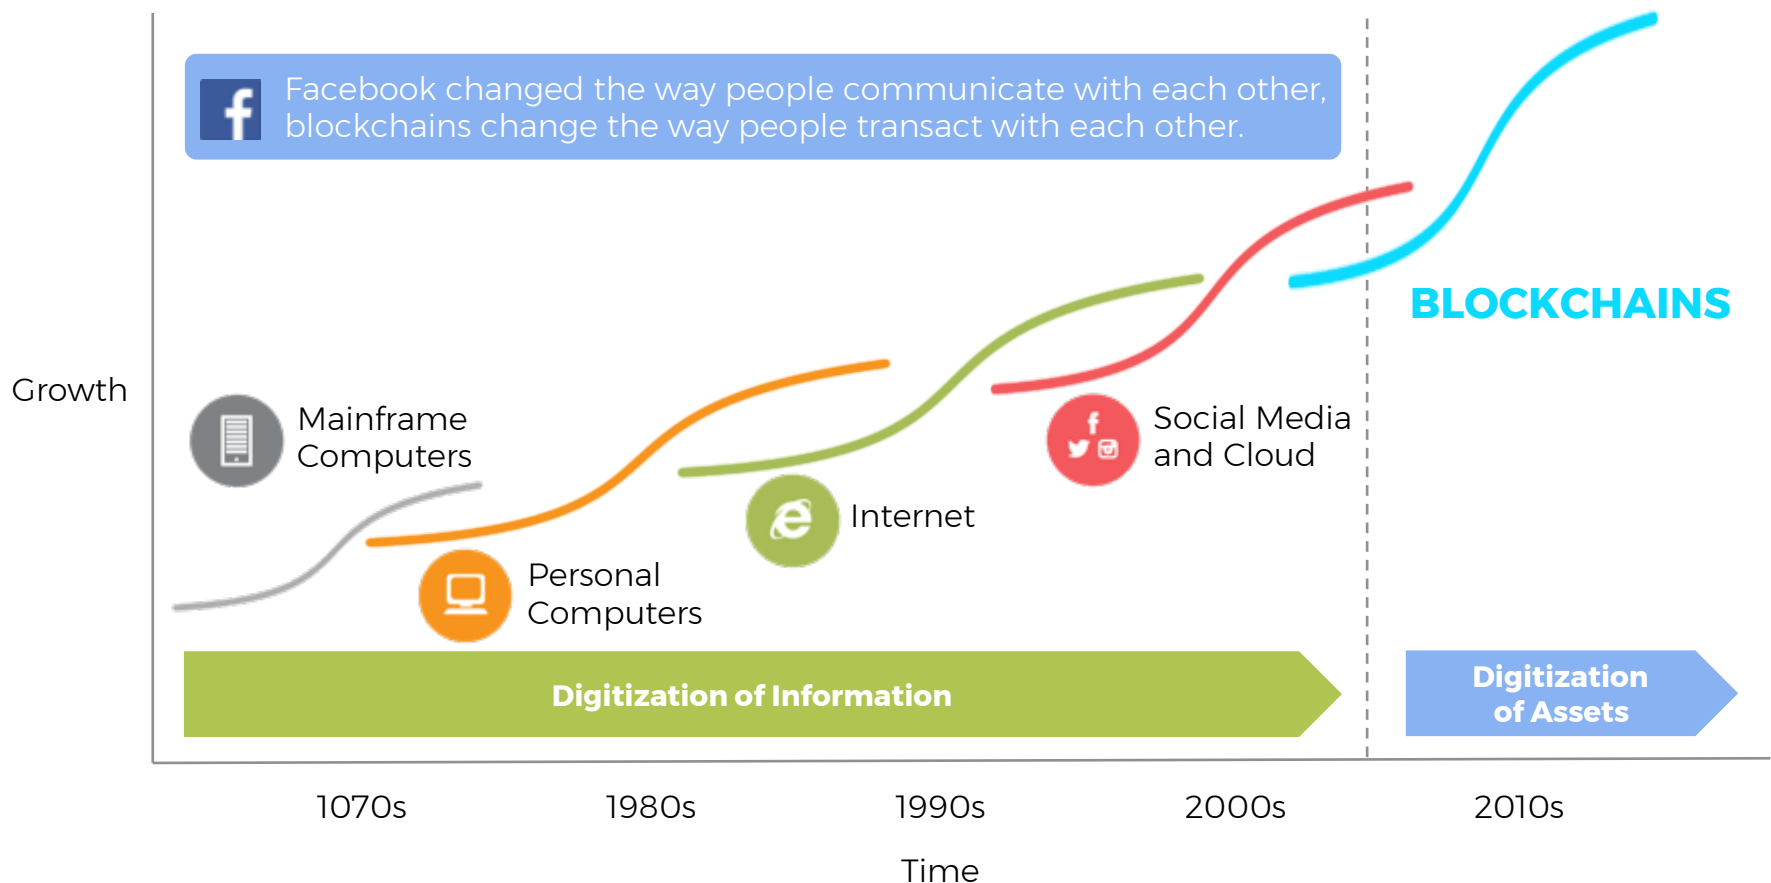 Facebook changed the way people communicate with each other,
blockchains change the way people transact with each other.
BLOCKCHAINS
Growth
Mainframe
Computers
Social Media
and Cloud
Internet
Personal
Computers
Digitization of Information
Digitization
of Assets
1070s
1980s
1990s
2000s
2010s
Time